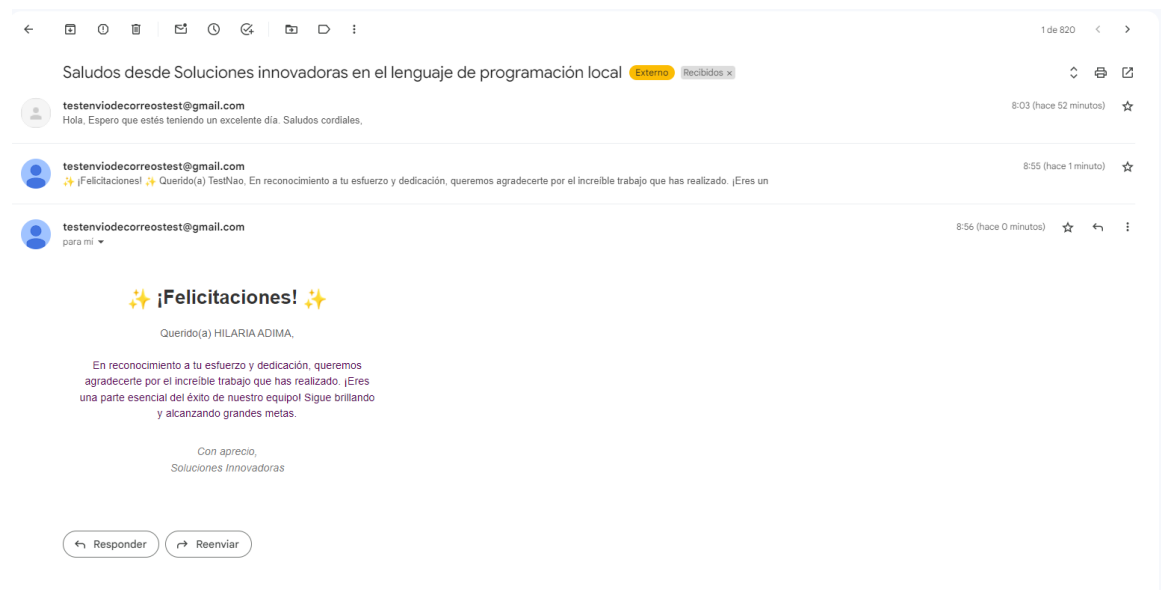 1 de 820
Saludos desde Soluciones innovadoras en el lenguaje de programación local Externo Recibidos x
testenviodecorreostest@gmail.com 8:03 (hace 52 minutos)
Hola, Espero que estés teniendo un excelente día. Saludos cordiales,
testenviodecorreostest@gmail.com 8:55 (hace 1 minuto)
✨ ¡Felicitaciones! ✨ Querido(a) TestNao, En reconocimiento a tu esfuerzo y dedicación, queremos agradecerte por el increíble trabajo que has realizado. ¡Eres un
testenviodecorreostest@gmail.com 8:56 (hace 0 minutos)
para mí
✨ ¡Felicitaciones! ✨
Querido(a) HILARIA ADIMA,
En reconocimiento a tu esfuerzo y dedicación, queremos
agradecerte por el increíble trabajo que has realizado. ¡Eres
una parte esencial del éxito de nuestro equipo! Sigue brillando
y alcanzando grandes metas.
Con aprecio,
Soluciones Innovadoras
Responder Reenviar